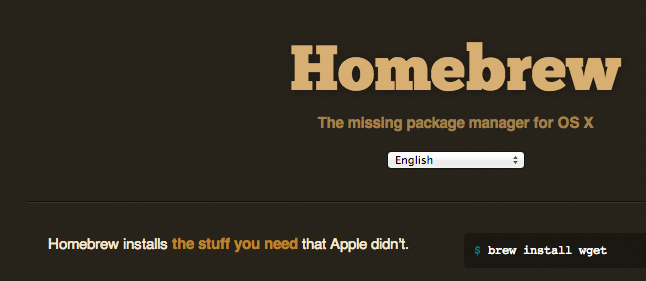 Homebrew
The missing package manager for OS X
English
Homebrew installs the stuff you need that Apple didn’t.
$ brew install wget